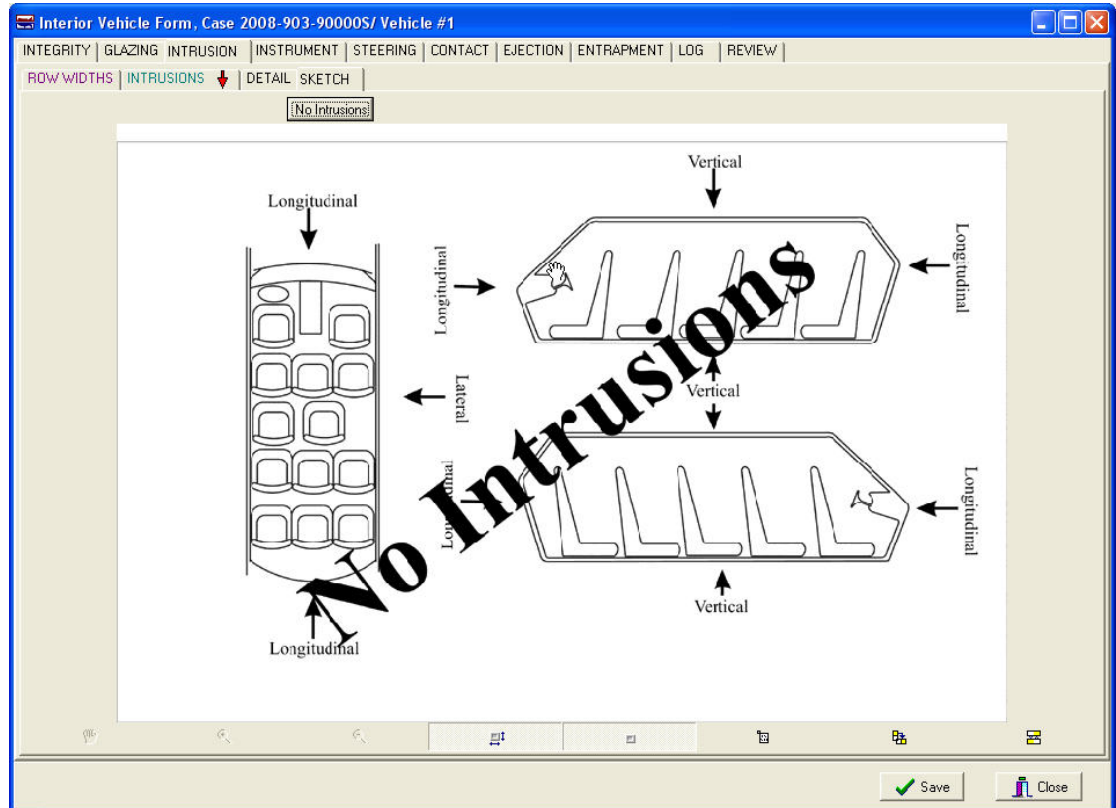 Interior Vehicle Form, Case 2008-903-90000S/ Vehicle #1
INTEGRITY | GLAZING | INTRUSION | INSTRUMENT | STEERING | CONTACT | EJECTION | ENTRAPMENT | LOG | REVIEW |
ROW WIDTHS | INTRUSIONS | DETAIL | SKETCH |
No Intrusions
Longitudinal
Lateral
Longitudinal
Vertical
Longitudinal
Longitudinal
Vertical
Longitudinal
Longitudinal
Vertical
No Intrusions
Save
Close